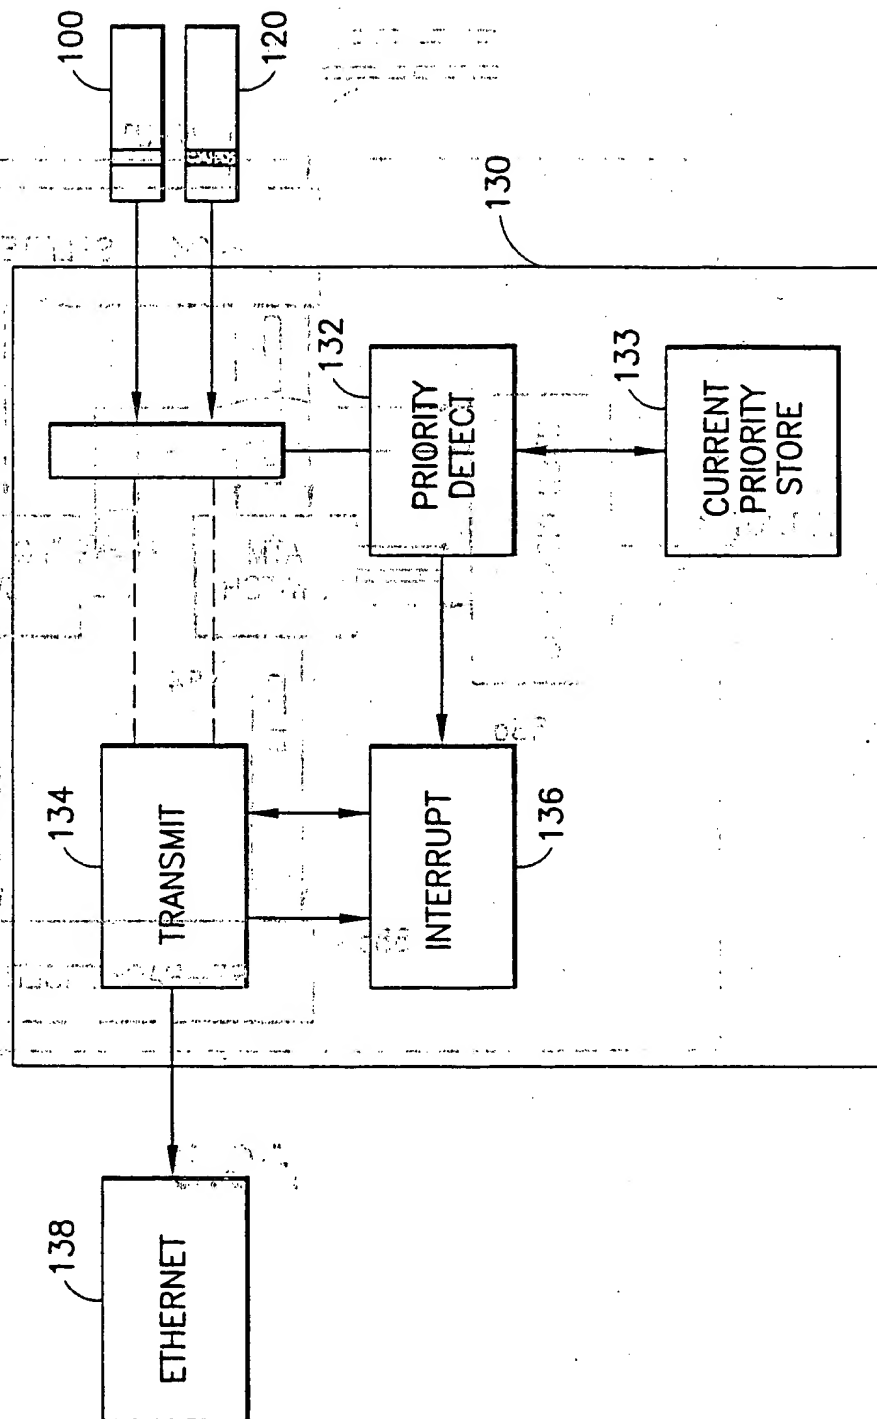 100
120
130
132
PRIORITY
DETECT
133
CURRENT
PRIORITY
STORE
134
TRANSMIT
INTERRUPT
136
138
ETHERNET